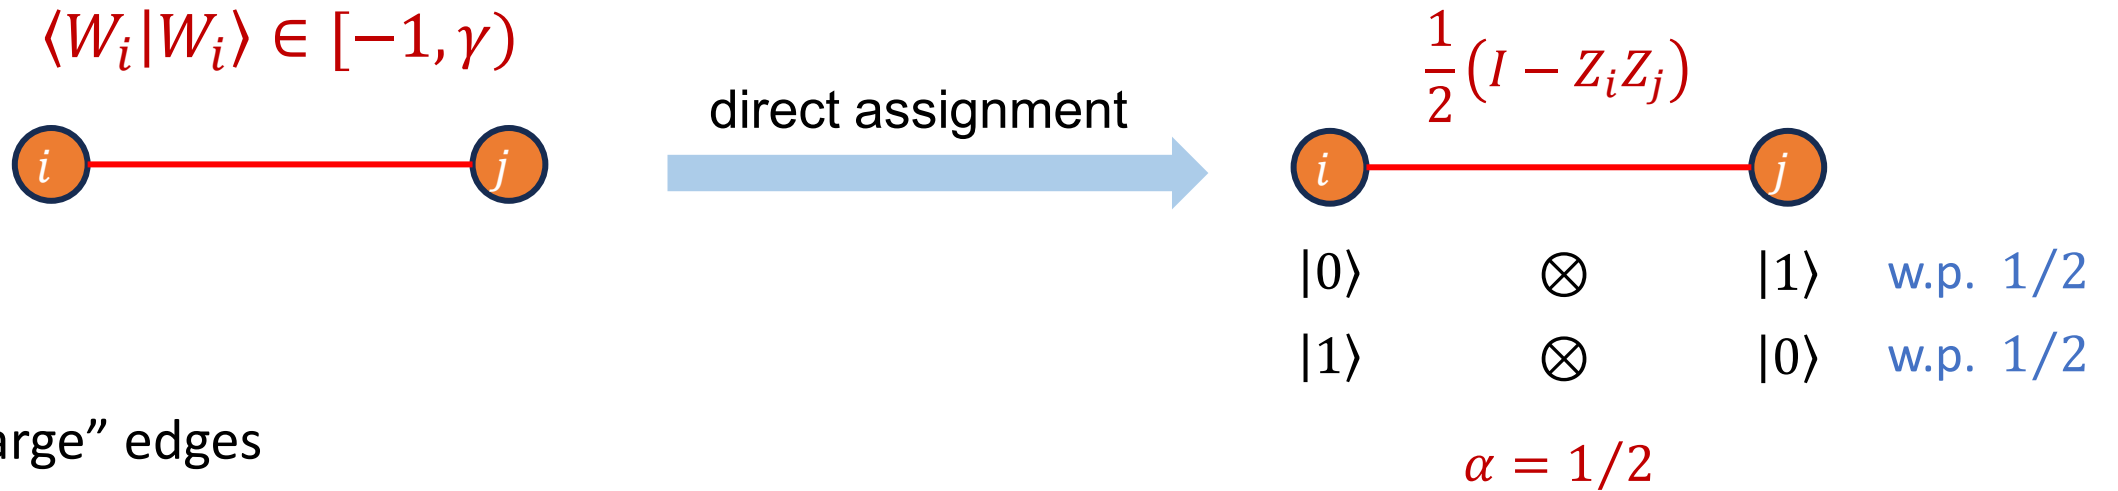 ⟨W_i|W_i⟩ ∈ [−1, γ)
i j
direct assignment
1/2 (I − Z_i Z_j)
i j
|0⟩ ⊗ |1⟩ w.p. 1/2
|1⟩ ⊗ |0⟩ w.p. 1/2
edges
α = 1/2